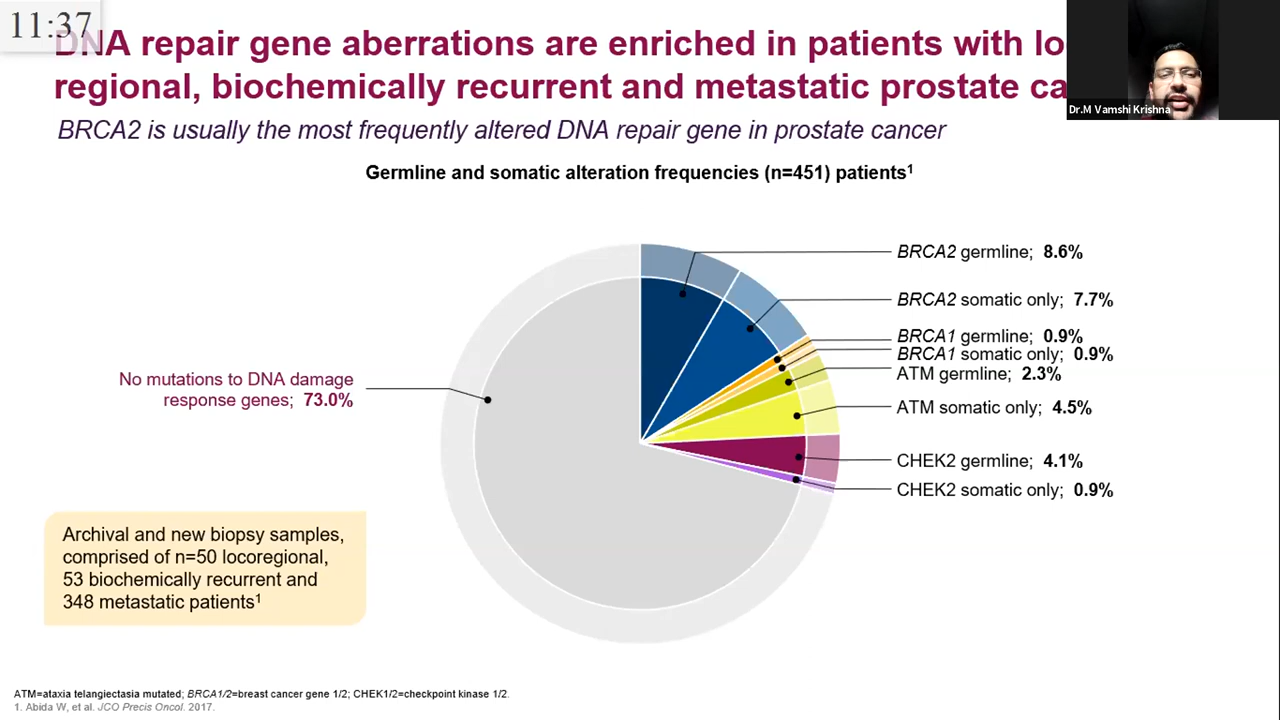 11:37
DNA repair gene aberrations are enriched in patients with lo
regional, biochemically recurrent and metastatic prostate ca
Dr.M Vamshi Krishna
BRCA2 is usually the most frequently altered DNA repair gene in prostate cancer
Germline and somatic alteration frequencies (n=451) patients1
BRCA2 germline; 8.6%
BRCA2 somatic only; 7.7%
BRCA1 germline; 0.9%
BRCA1 somatic only; 0.9%
ATM germline; 2.3%
No mutations to DNA damage
response genes; 73.0%
ATM somatic only; 4.5%
CHEK2 germline; 4.1%
CHEK2 somatic only; 0.9%
Archival and new biopsy samples,
comprised of n=50 locoregional,
53 biochemically recurrent and
348 metastatic patients1
ATM=ataxia telangiectasia mutated; BRCA1/2=breast cancer gene 1/2; CHEK1/2=checkpoint kinase 1/2.
1. Abida W, et al. JCO Precis Oncol. 2017.